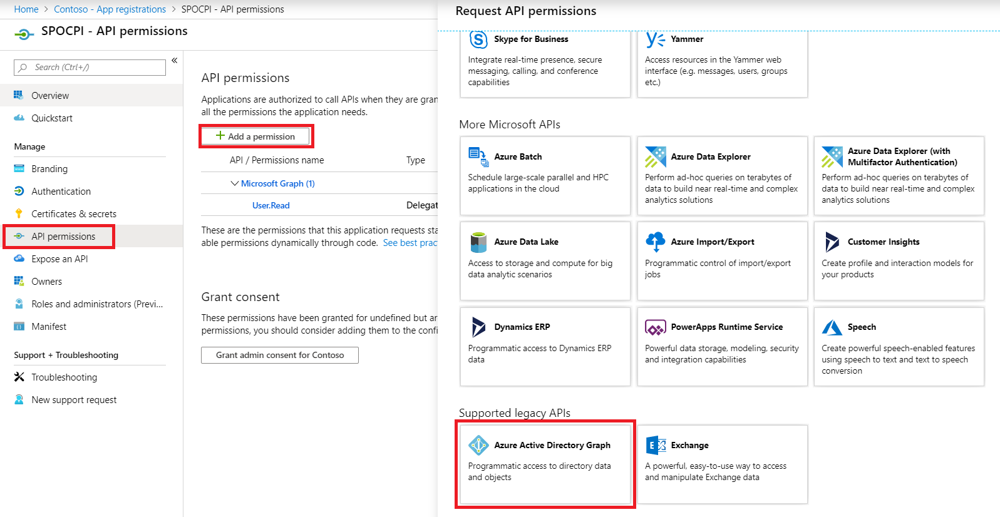 Home > Contoso - App registrations > SPOCPI - API permissions
SPOCPI - API permissions
Search (Ctrl+/)
«
Overview
Quickstart
Manage
Branding
Authentication
Certificates & secrets
API permissions
Expose an API
Owners
Roles and administrators (Previ...
Manifest
Support + Troubleshooting
Troubleshooting
New support request
API permissions
Applications are authorized to call APIs when they are gran
all the permissions the application needs.
+ Add a permission
API / Permissions name Type
Microsoft Graph (1)
User.Read Delegat
These are the permissions that this application requests sta
able permissions dynamically through code. See best prac
Grant consent
These permissions have been granted for undefined but ar
permissions, you should consider adding them to the confi
Grant admin consent for Contoso
Request API permissions
Skype for Business
Integrate real-time presence, secure
messaging, calling, and conference
capabilities
Yammer
Access resources in the Yammer web
interface (e.g. messages, users, groups
etc.)
More Microsoft APIs
Azure Batch
Schedule large-scale parallel and HPC
applications in the cloud
Azure Data Explorer
Perform ad-hoc queries on terabytes of
data to build near real-time and complex
analytics solutions
Azure Data Explorer (with
Multifactor Authentication)
Perform ad-hoc queries on terabytes of
data to build near real-time and complex
analytics solutions
Azure Data Lake
Access to storage and compute for big
data analytic scenarios
Azure Import/Export
Programmatic control of import/export
jobs
Customer Insights
Create profile and interaction models for
your products
Dynamics ERP
Programmatic access to Dynamics ERP
data
PowerApps Runtime Service
Powerful data storage, modeling, security
and integration capabilities
Speech
Create powerful speech-enabled features
using speech to text and text to speech
conversion
Supported legacy APIs
Azure Active Directory Graph
Programmatic access to directory data
and objects
Exchange
A powerful, easy-to-use way to access
and manipulate Exchange data